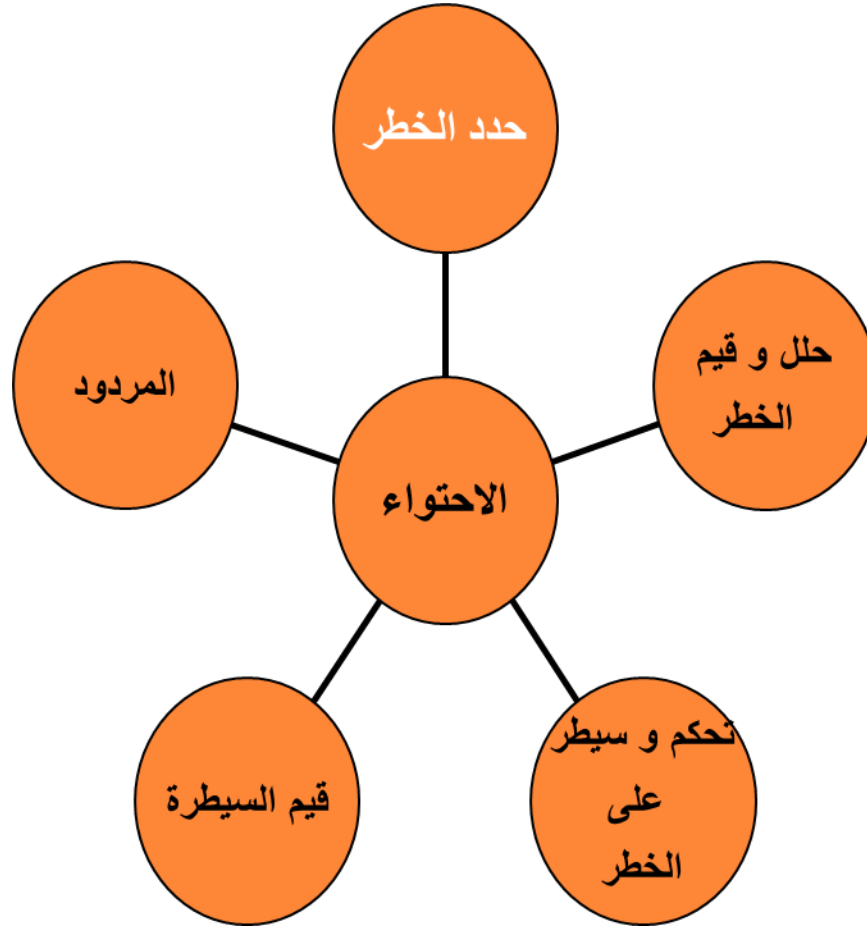 حدد الخطر
حلل و قيم
الخطر
المردود
الاحتواء
تحكم و سيطر
على
الخطر
قيم السيطرة